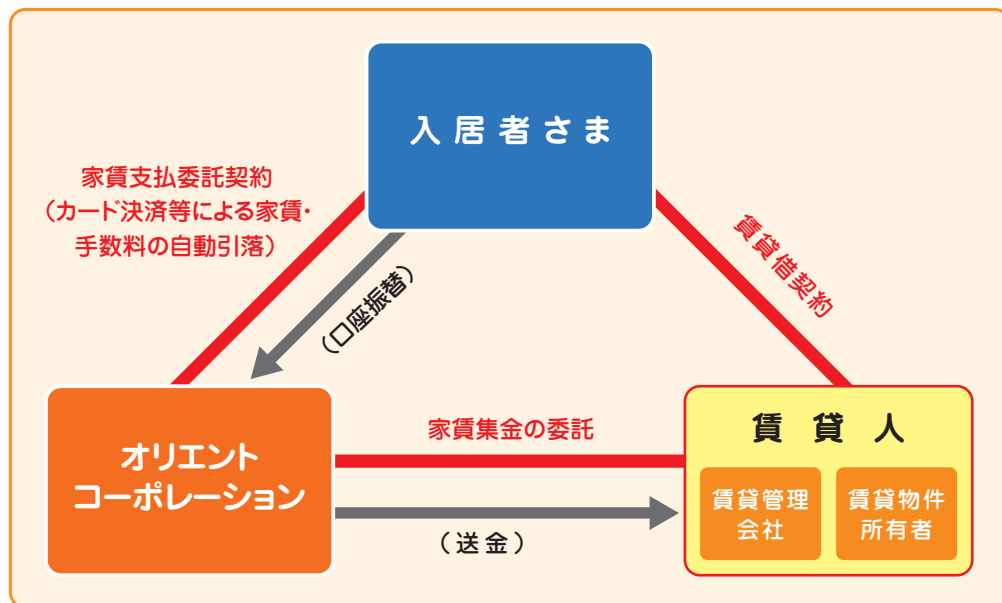 入居者さま
家賃支払委託契約
（カード決済等による家賃・
手数料の自動引落）
（口座振替）
賃貸借契約
オリエント
コーポレーション
家賃集金の委託
（送金）
賃貸人
賃貸管理
会社
賃貸物件
所有者